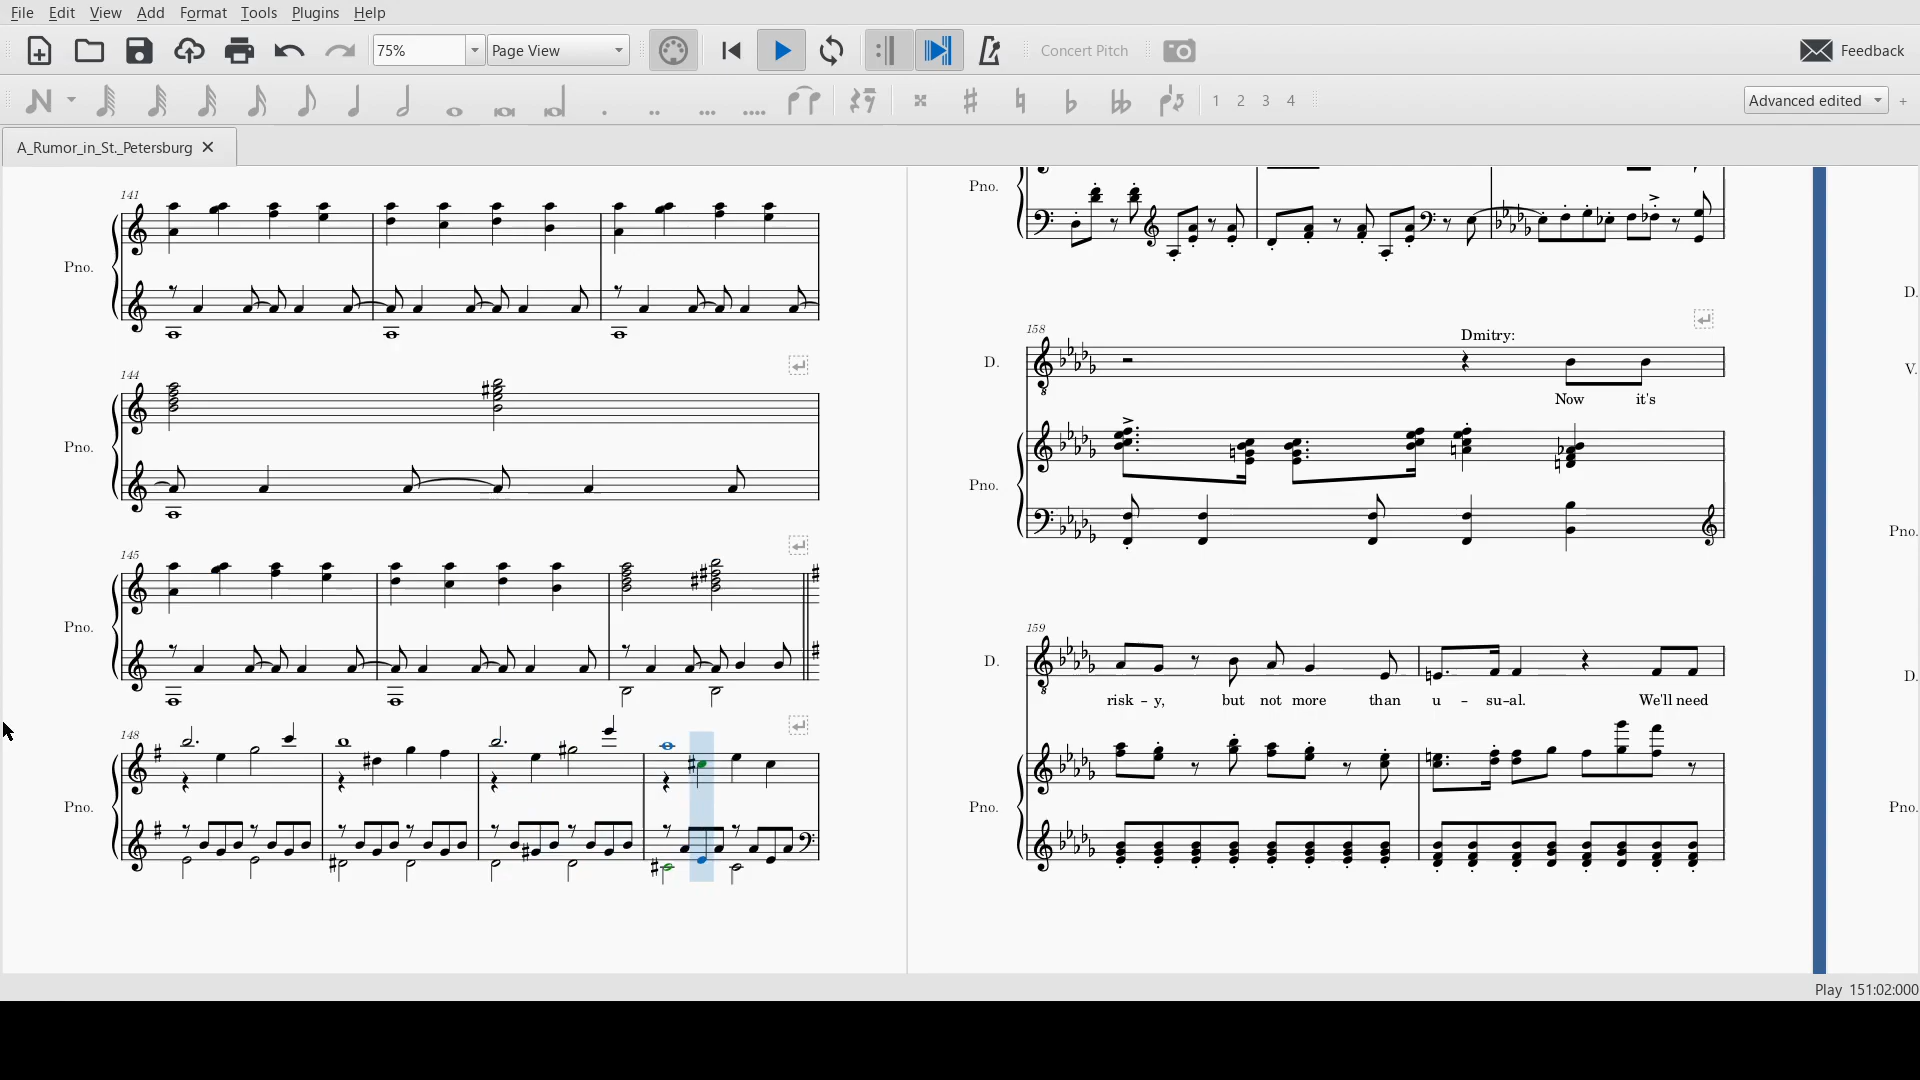 File Edit View Add Format Tools Plugins Help
75% Page View Concert Pitch Feedback
1 2 3 4 Advanced edited +
A_Rumor_in_St._Petersburg
141
Pno.
144
Pno.
145
Pno.
148
Pno.
Pno.
158
Dmitry:
D.
Now it's
Pno.
159
D.
risk – y, but not more than u – su–al. We'll need
Pno.
D.
V.
Pno.
D.
Pno.
Play 151:02:000